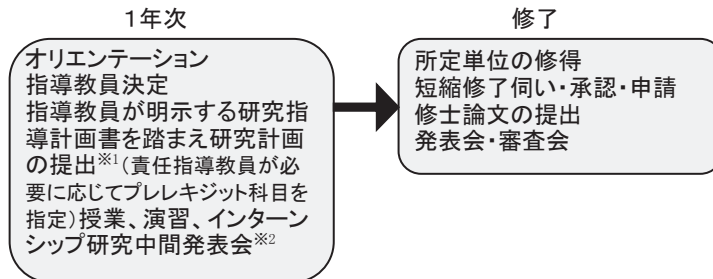 1年次
オリエンテーション
指導教員決定
指導教員が明示する研究指
導計画書を踏まえ研究計画
の提出※1(責任指導教員が必
要に応じてプレレキジット科目を
指定)授業、演習、インターン
シップ研究中間発表会※2
修了
所定単位の修得
短縮修了伺い・承認・申請
修士論文の提出
発表会・審査会